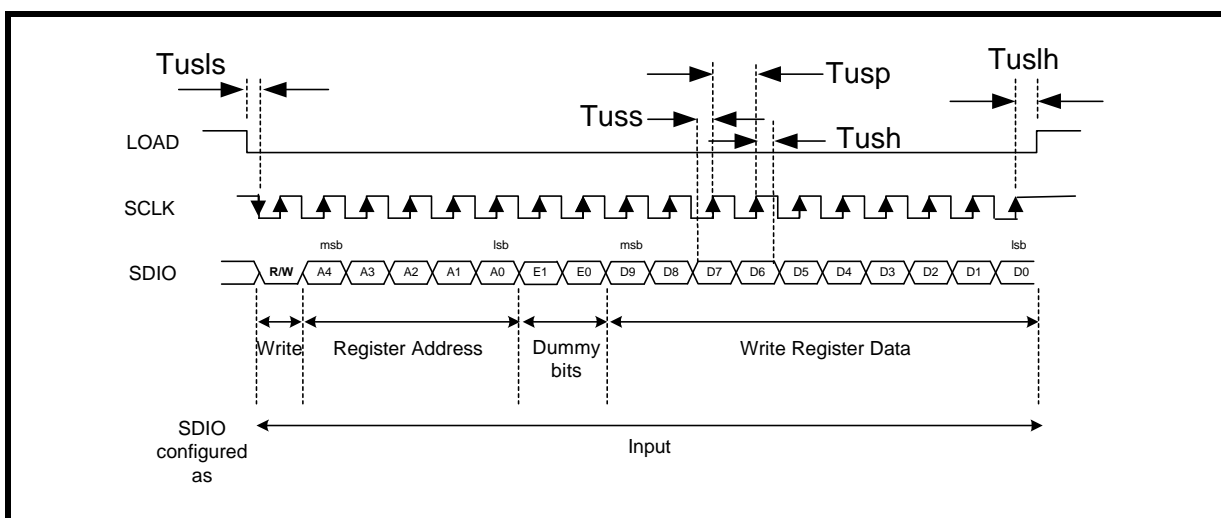 Tusls
Tuslh
Tusp
Tuss
Tush
LOAD
SCLK
msb lsb msb lsb
SDIO R/W A4 A3 A2 A1 A0 E1 E0 D9 D8 D7 D6 D5 D4 D3 D2 D1 D0
Write Register Address Dummy Write Register Data
bits
SDIO
configured
as
Input